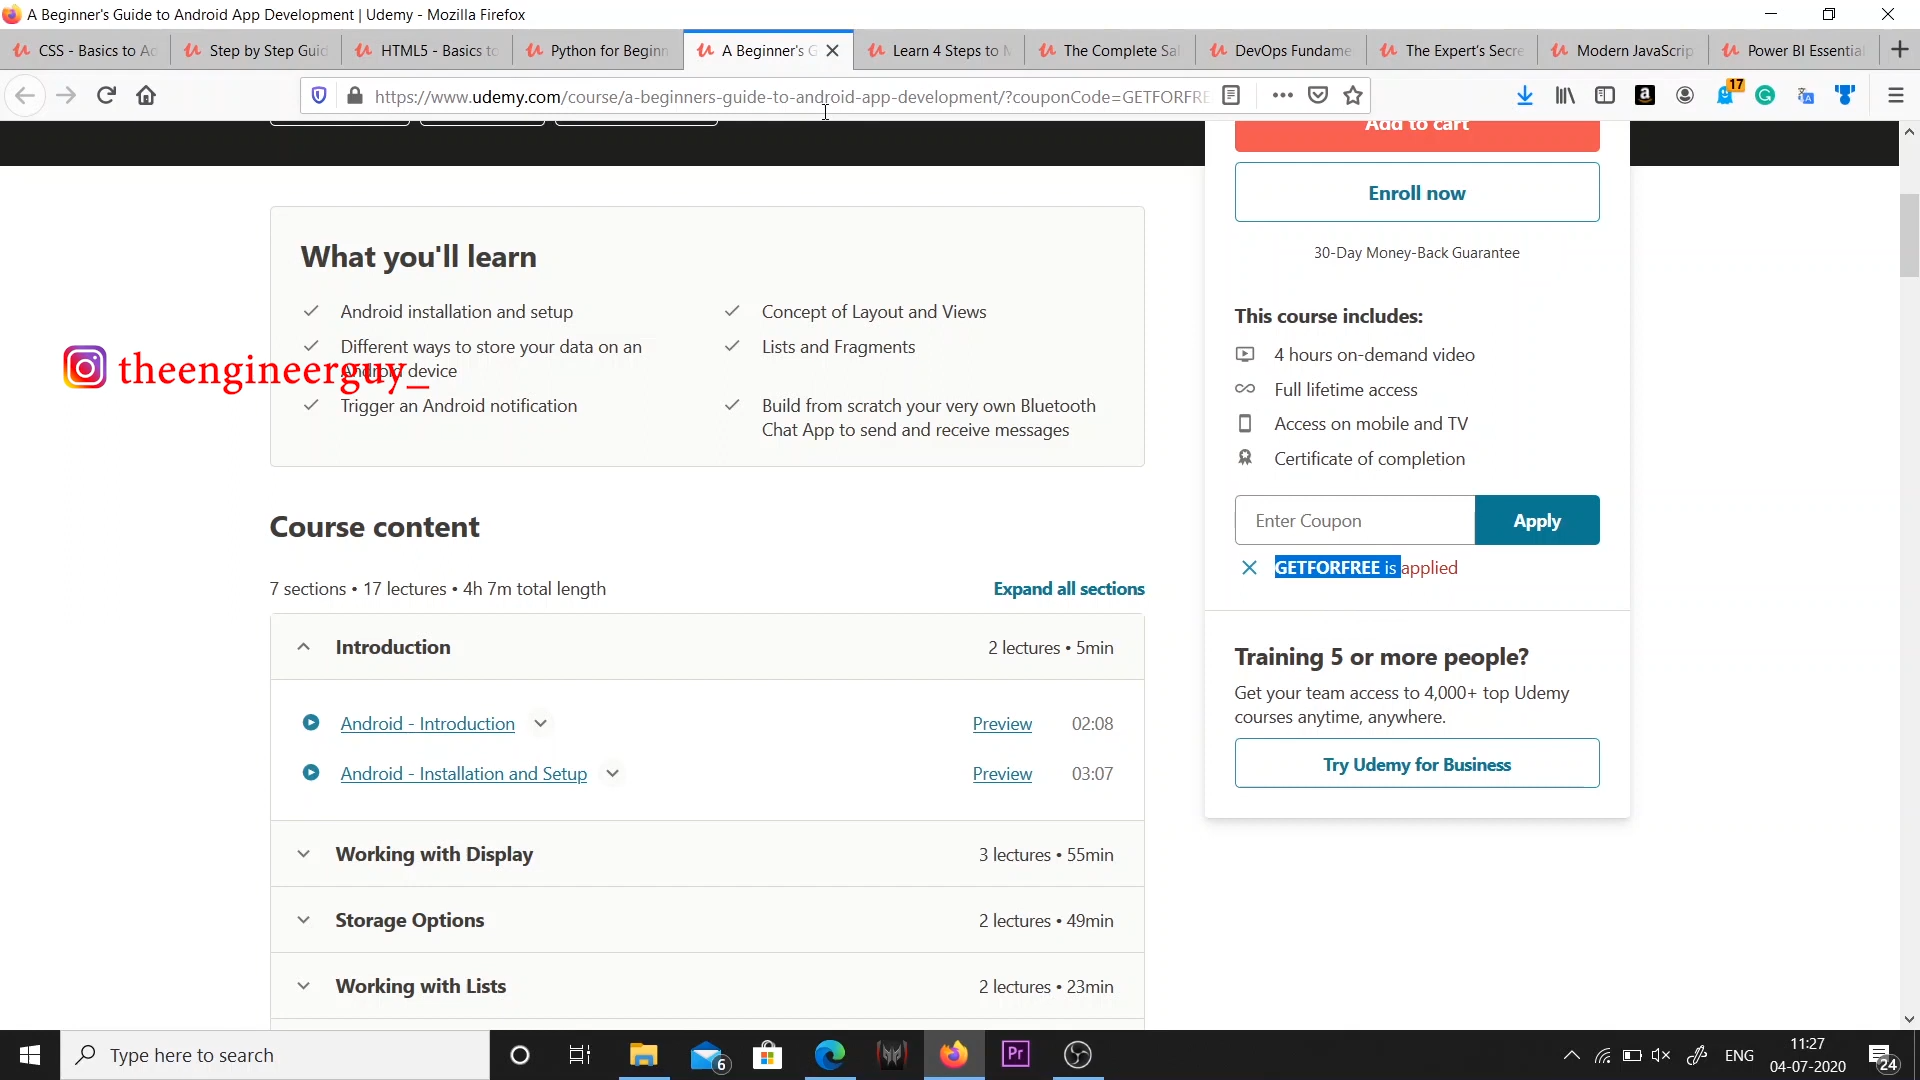 A Beginner's Guide to Android App Development | Udemy - Mozilla Firefox
CSS - Basics to Ad
Step by Step Guid
HTML5 - Basics to
Python for Beginn
A Beginner's G
Learn 4 Steps to M
The Complete Sal
DevOps Fundame
The Expert's Secre
Modern JavaScrip
Power BI Essentia
https://www.udemy.com/course/a-beginners-guide-to-android-app-development/?couponCode=GETFORFRE
17
Add to cart
Enroll now
30-Day Money-Back Guarantee
What you'll learn
Android installation and setup
Concept of Layout and Views
Different ways to store your data on an
Android device
Lists and Fragments
Trigger an Android notification
Build from scratch your very own Bluetooth
Chat App to send and receive messages
theengineerguy_
This course includes:
4 hours on-demand video
Full lifetime access
Access on mobile and TV
Certificate of completion
Enter Coupon
Apply
GETFORFREE is applied
Course content
7 sections • 17 lectures • 4h 7m total length
Expand all sections
Introduction
2 lectures • 5min
Android - Introduction
Preview
02:08
Android - Installation and Setup
Preview
03:07
Working with Display
3 lectures • 55min
Storage Options
2 lectures • 49min
Working with Lists
2 lectures • 23min
Training 5 or more people?
Get your team access to 4,000+ top Udemy
courses anytime, anywhere.
Try Udemy for Business
Type here to search
6
Pr
ENG
11:27
04-07-2020
24